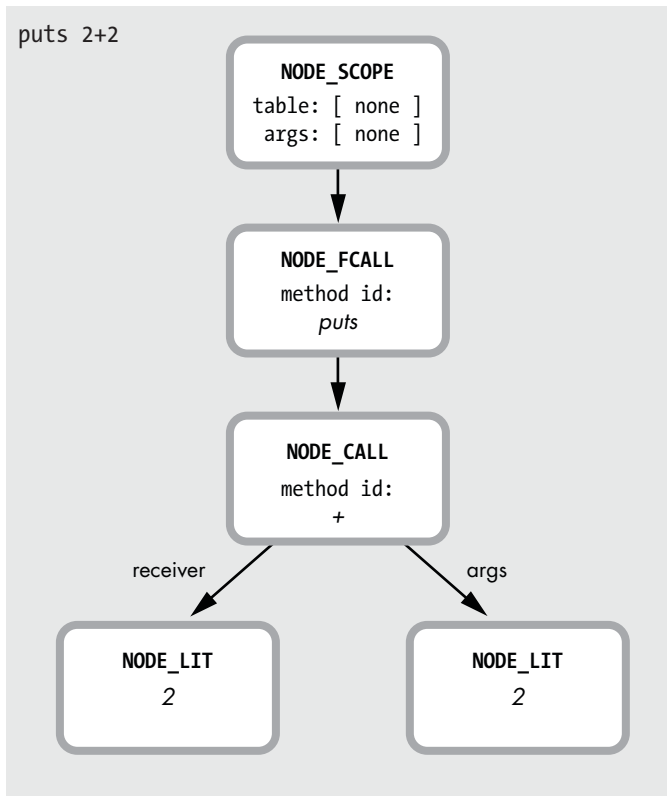 puts 2+2
NODE_SCOPE
table: [ none ]
args: [ none ]
NODE_FCALL
method id:
puts
NODE_CALL
method id:
+
receiver
args
NODE_LIT
2
NODE_LIT
2